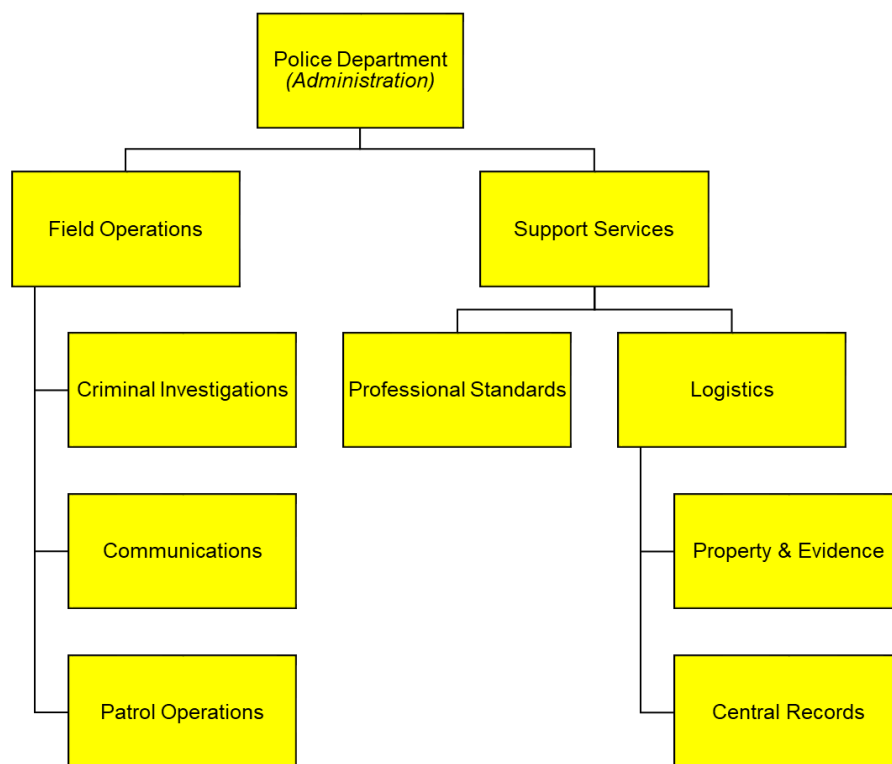 Police Department
(Administration)
Field Operations
Support Services
Criminal Investigations
Professional Standards
Logistics
Communications
Property & Evidence
Patrol Operations
Central Records